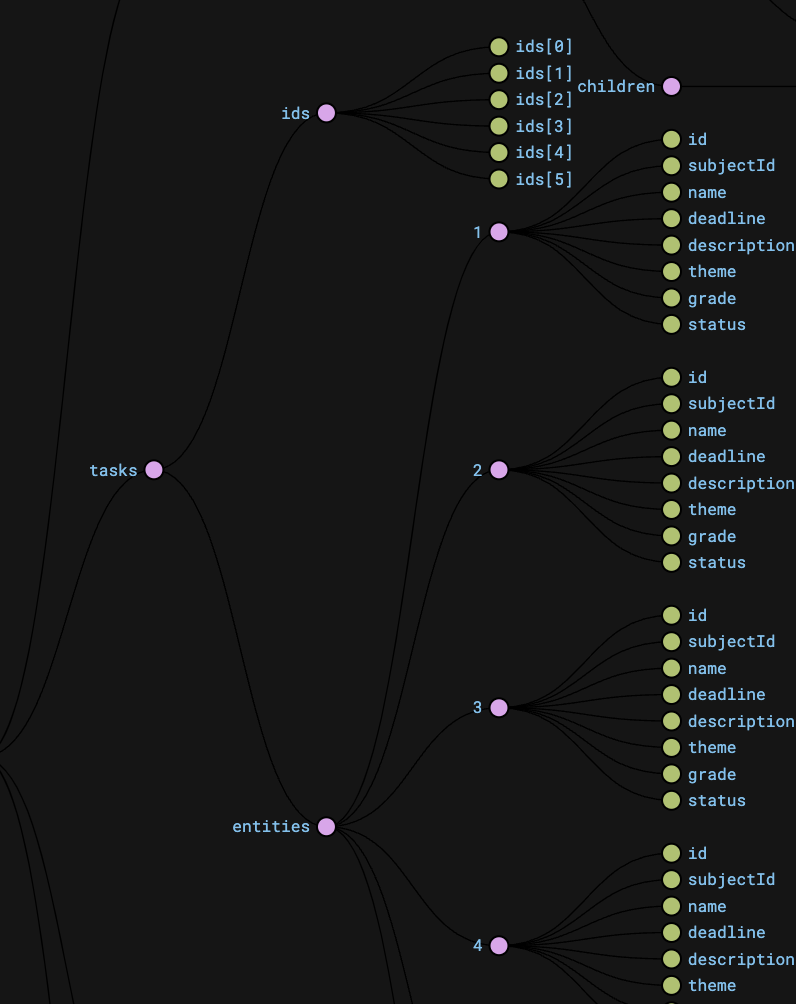 ids[0]
ids[1]
children
ids[2]
ids
ids[3]
ids[4]
ids[5]
id
subjectId
name
deadline
1
description
theme
grade
status
id
subjectId
name
deadline
tasks
2
description
theme
grade
status
id
subjectId
name
deadline
3
description
theme
grade
status
entities
id
subjectId
name
deadline
4
description
theme